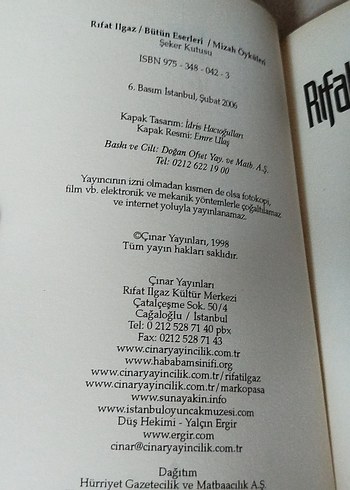 Rıfat Ilgaz / Bütün Eserleri / Mizah Öyküleri
Şeker Kutusu
ISBN 975 - 348 - 042 - 3
6. Basım İstanbul, Şubat 2006
Kapak Tasarım: İdris Hacıoğulları
Kapak Resmi: Emre Ulaş
Baskı ve Cilt: Doğan Ofset Yay. ve Math. A.Ş.
Tel: 0212 622 19 00
Yayıncının izni olmadan kısmen de olsa fotokopi,
film vb. elektronik ve mekanik yöntemlerle çoğaltılamaz
ve internet yoluyla yayınlanamaz.
©Çınar Yayınları, 1998
Tüm yayın hakları saklıdır.
Çınar Yayınları
Rıfat Ilgaz Kültür Merkezi
Çatalçeşme Sok. 50/4
Cağaloğlu / İstanbul
Tel: 0 212 528 71 40 pbx
Fax: 0212 528 71 43
www.cinaryayincilik.com.tr
www.hababamsinifi.org
www.cinaryayincilik.com.tr/rifatilgaz
www.cinaryayincilik.com.tr/markopasa
www.sunayakin.info
www.istanbuloyuncakmuzesi.com
Düş Hekimi - Yalçın Ergir
www.ergir.com
cinar@cinaryayincilik.com.tr
Dağıtım
Hürriyet Gazetecilik ve Matbaacılık A.Ş.
Rıfat